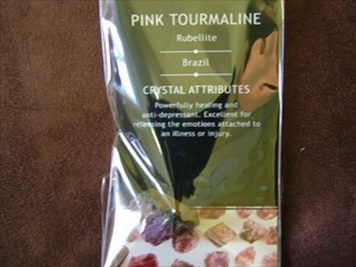 PINK TOURMALINE
Rubellite
Brazil
CRYSTAL ATTRIBUTES
Powerfully healing and
anti-depressant. Excellent for
releasing the emotions attached to
an illness or injury.